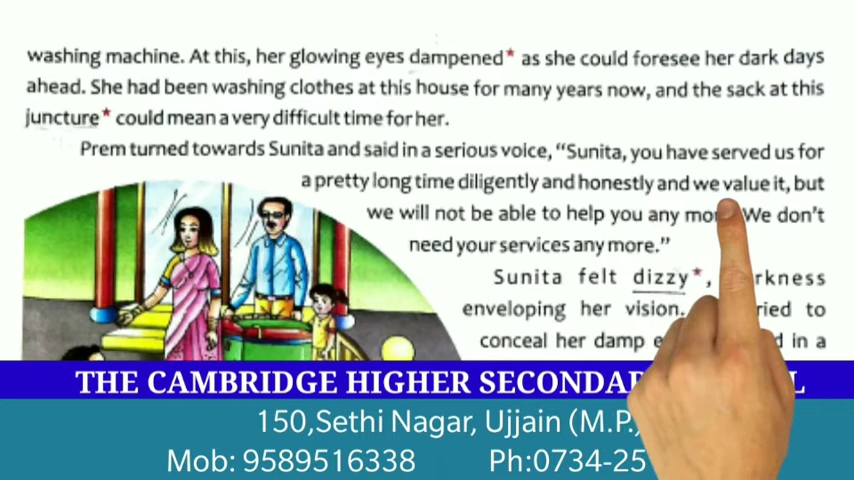 washing machine. At this, her glowing eyes dampened* as she could foresee her dark days
ahead. She had been washing clothes at this house for many years now, and the sack at this
juncture* could mean a very difficult time for her.
Prem turned towards Sunita and said in a serious voice, “Sunita, you have served us for
a pretty long time diligently and honestly and we value it, but
we will not be able to help you any We don’t
need your services any more.”
Sunita felt dizzy*,
enveloping her vision.
conceal her damp in a
THE CAMBRIDGE HIGHER
150,Sethi Nagar, Ujjain (M.P.)
Mob: 9589516338 Ph:0734-25